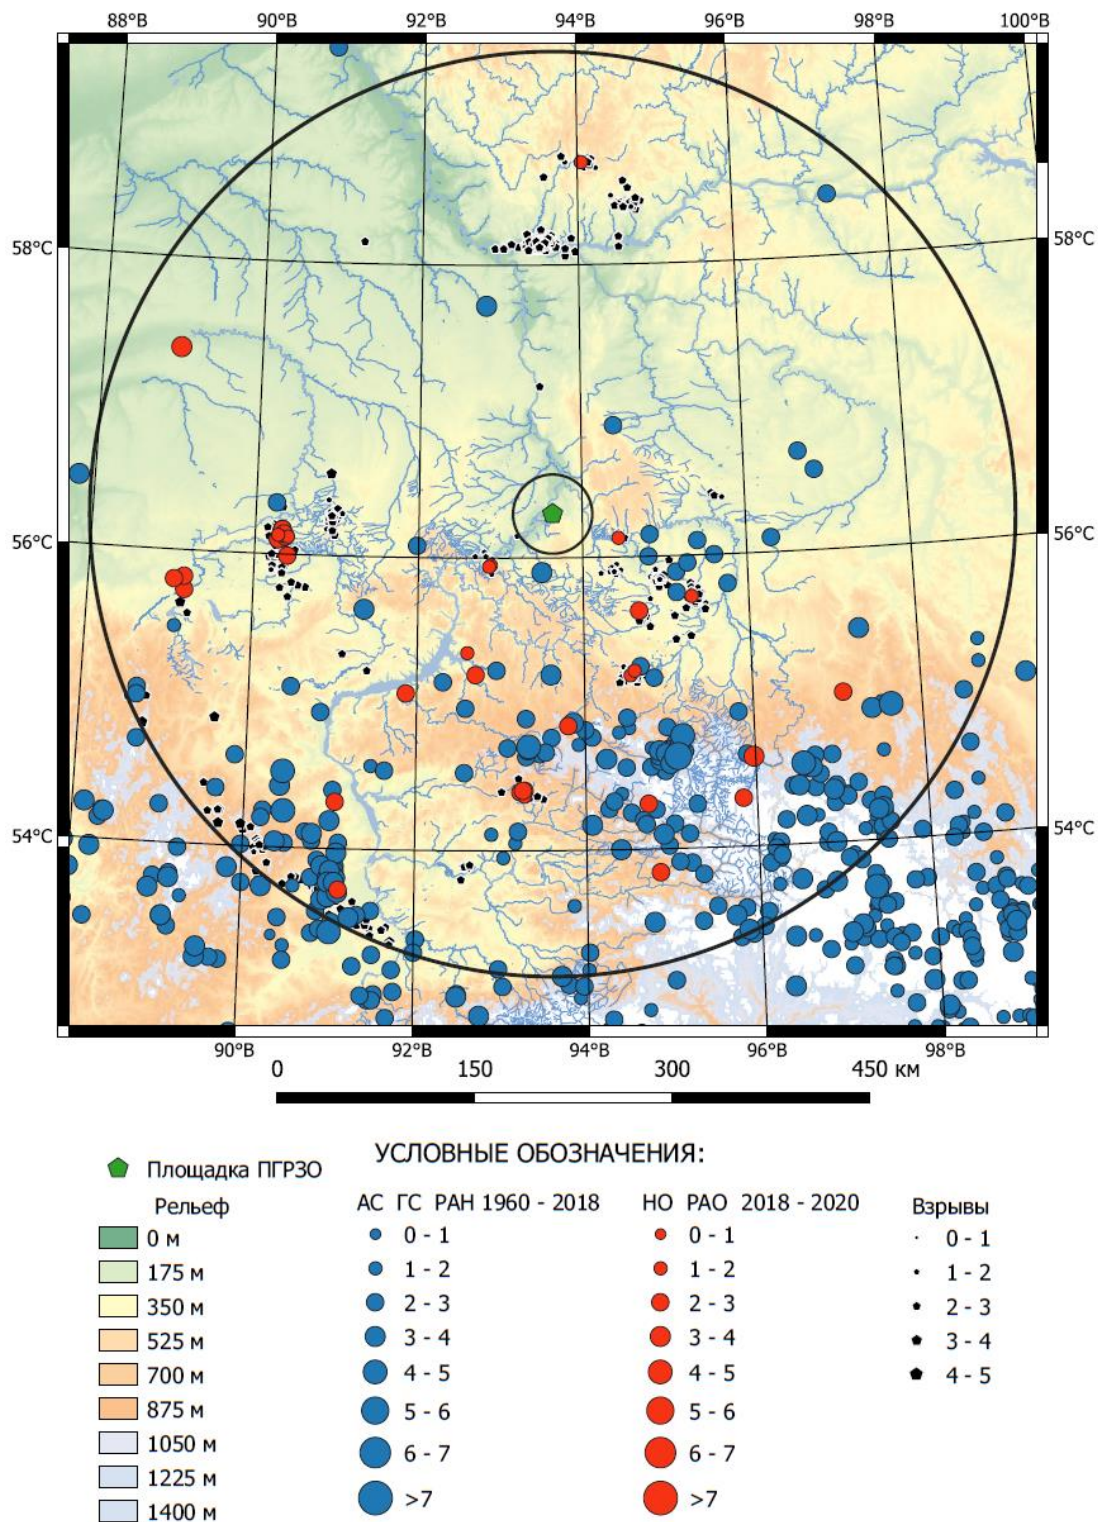 88°В 90°В 92°В 94°В 96°В 98°В 100°В
58°С 58°С
56°С 56°С
54°С 54°С
90°В 92°В 94°В 96°В 98°В
0 150 300 450 км
УСЛОВНЫЕ ОБОЗНАЧЕНИЯ:
Площадка ПГРЗО
Рельеф
0 м
175 м
350 м
525 м
700 м
875 м
1050 м
1225 м
1400 м
АС ГС РАН 1960 - 2018
0 - 1
1 - 2
2 - 3
3 - 4
4 - 5
5 - 6
6 - 7
>7
НО РАО 2018 - 2020
0 - 1
1 - 2
2 - 3
3 - 4
4 - 5
5 - 6
6 - 7
>7
Взрывы
0 - 1
1 - 2
2 - 3
3 - 4
4 - 5